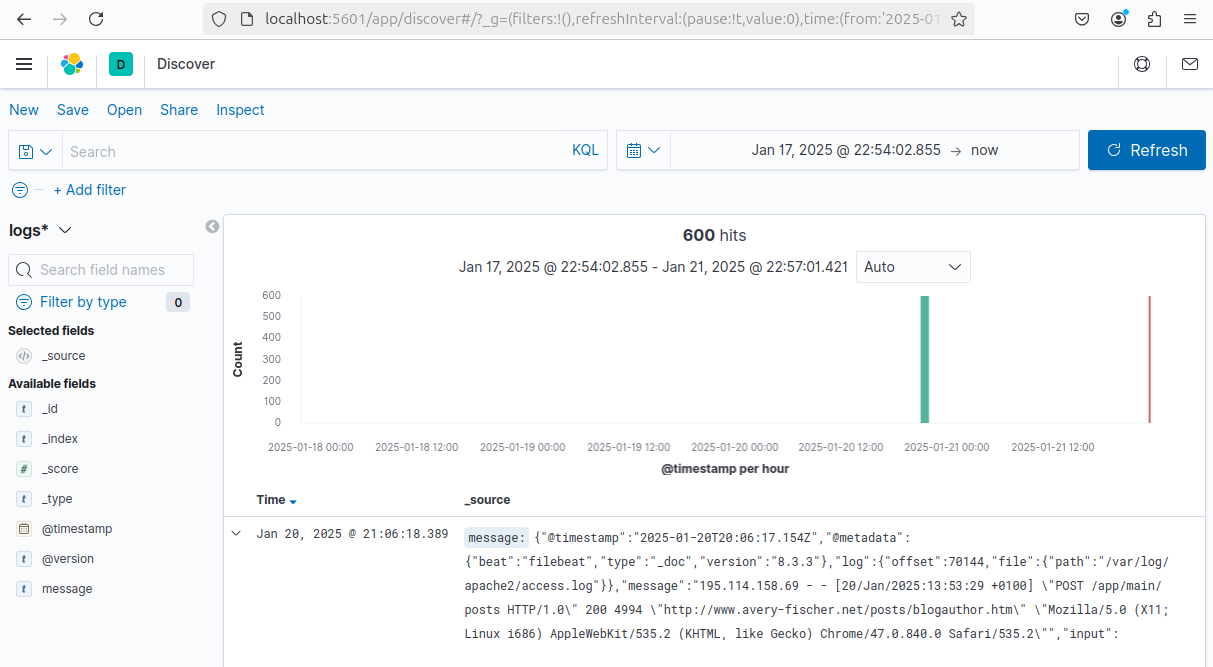 localhost:5601/app/discover#/?_g=(filters:!(),refreshInterval:(pause:!t,value:0),time:(from:'2025-01
D Discover
New Save Open Share Inspect
Search KQL Jan 17, 2025 @ 22:54:02.855 → now Refresh
+ Add filter
logs*
600 hits
Search field names
Jan 17, 2025 @ 22:54:02.855 - Jan 21, 2025 @ 22:57:01.421 Auto
Filter by type 0
Selected fields
_source
Available fields
t _id
t _index
# _score
t _type
@timestamp
t @version
t message
Count
600
500
400
300
200
100
0
2025-01-18 00:00 2025-01-18 12:00 2025-01-19 00:00 2025-01-19 12:00 2025-01-20 00:00 2025-01-20 12:00 2025-01-21 00:00 2025-01-21 12:00
@timestamp per hour
Time _source
Jan 20, 2025 @ 21:06:18.389 message: {"@timestamp":"2025-01-20T20:06:17.154Z","@metadata":
{"beat":"filebeat","type":"_doc","version":"8.3.3"},"log":{"offset":70144,"file":{"path":"/var/log/
apache2/access.log"}},"message":"195.114.158.69 - - [20/Jan/2025:13:53:29 +0100] \"POST /app/main/
posts HTTP/1.0\" 200 4994 \"http://www.avery-fischer.net/posts/blogauthor.htm\" \"Mozilla/5.0 (X11;
Linux i686) AppleWebKit/535.2 (KHTML, like Gecko) Chrome/47.0.840.0 Safari/535.2\"","input":